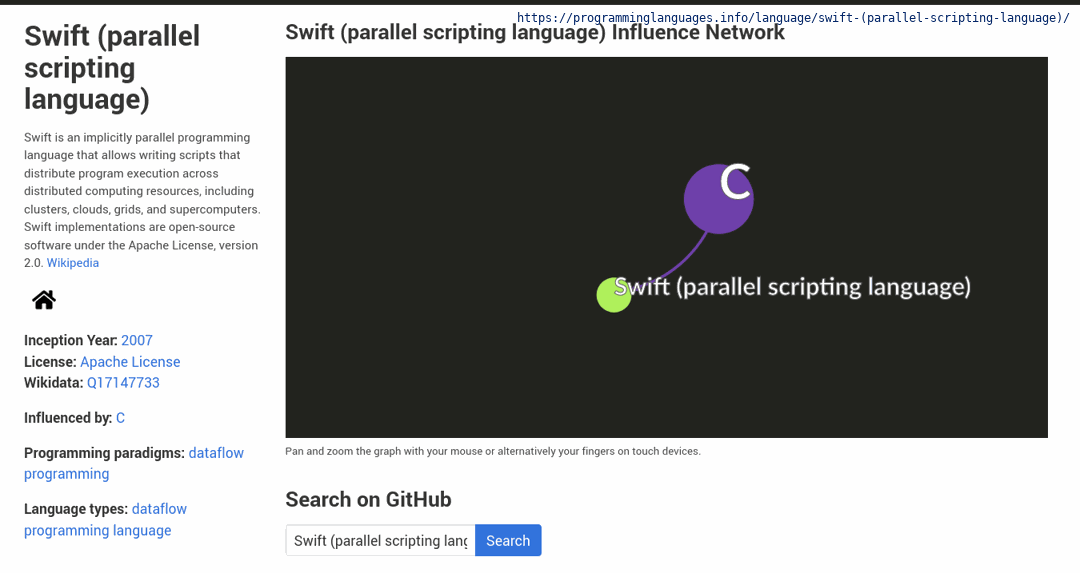 https://programminglanguages.info/language/swift-(parallel-scripting-language)/
Swift (parallel
scripting
language)
Swift is an implicitly parallel programming
language that allows writing scripts that
distribute program execution across
distributed computing resources, including
clusters, clouds, grids, and supercomputers.
Swift implementations are open-source
software under the Apache License, version
2.0. Wikipedia
Inception Year: 2007
License: Apache License
Wikidata: Q17147733
Influenced by: C
Programming paradigms: dataflow
programming
Language types: dataflow
programming language
Swift (parallel scripting language) Influence Network
C
Swift (parallel scripting language)
Pan and zoom the graph with your mouse or alternatively your fingers on touch devices.
Search on GitHub
Swift (parallel scripting lang
Search